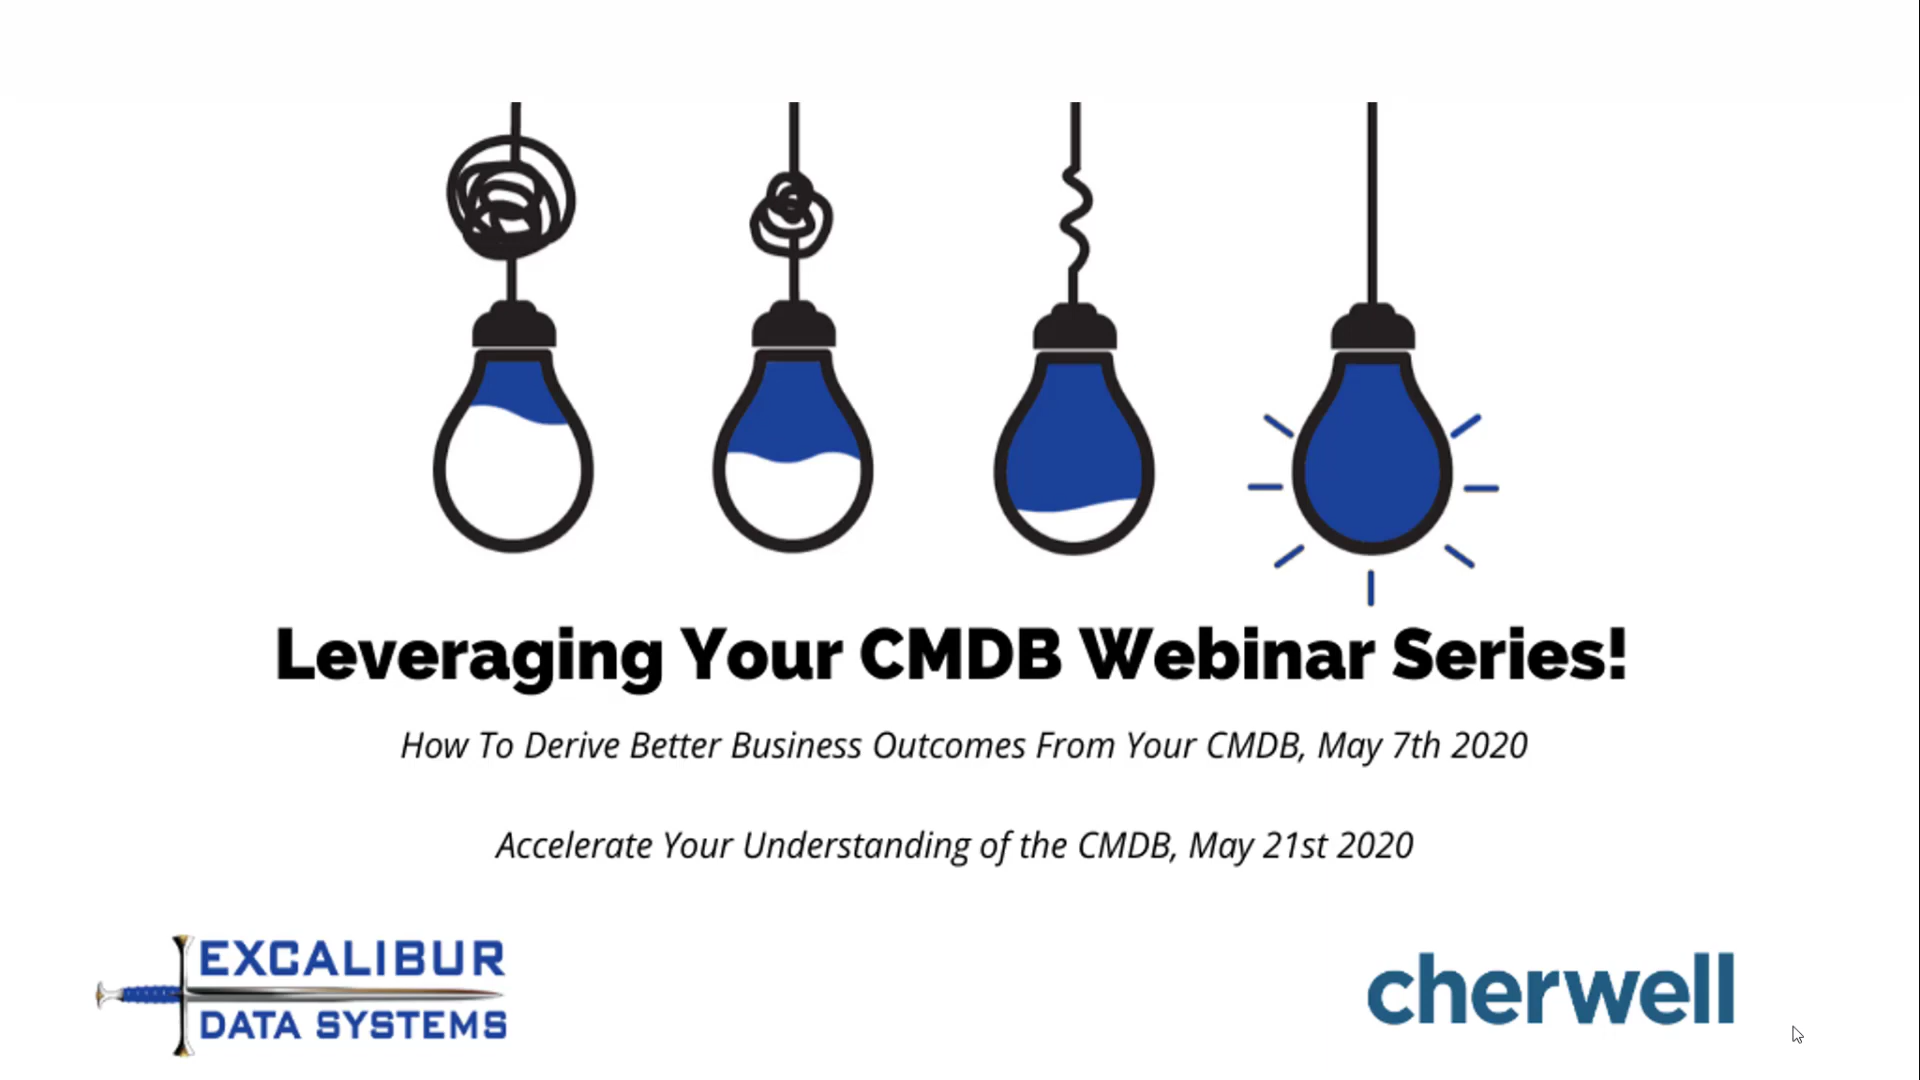 Leveraging Your CMDB Webinar Series!
How To Derive Better Business Outcomes From Your CMDB, May 7th 2020
Accelerate Your Understanding of the CMDB, May 21st 2020
EXCALIBUR
DATA SYSTEMS
cherwell